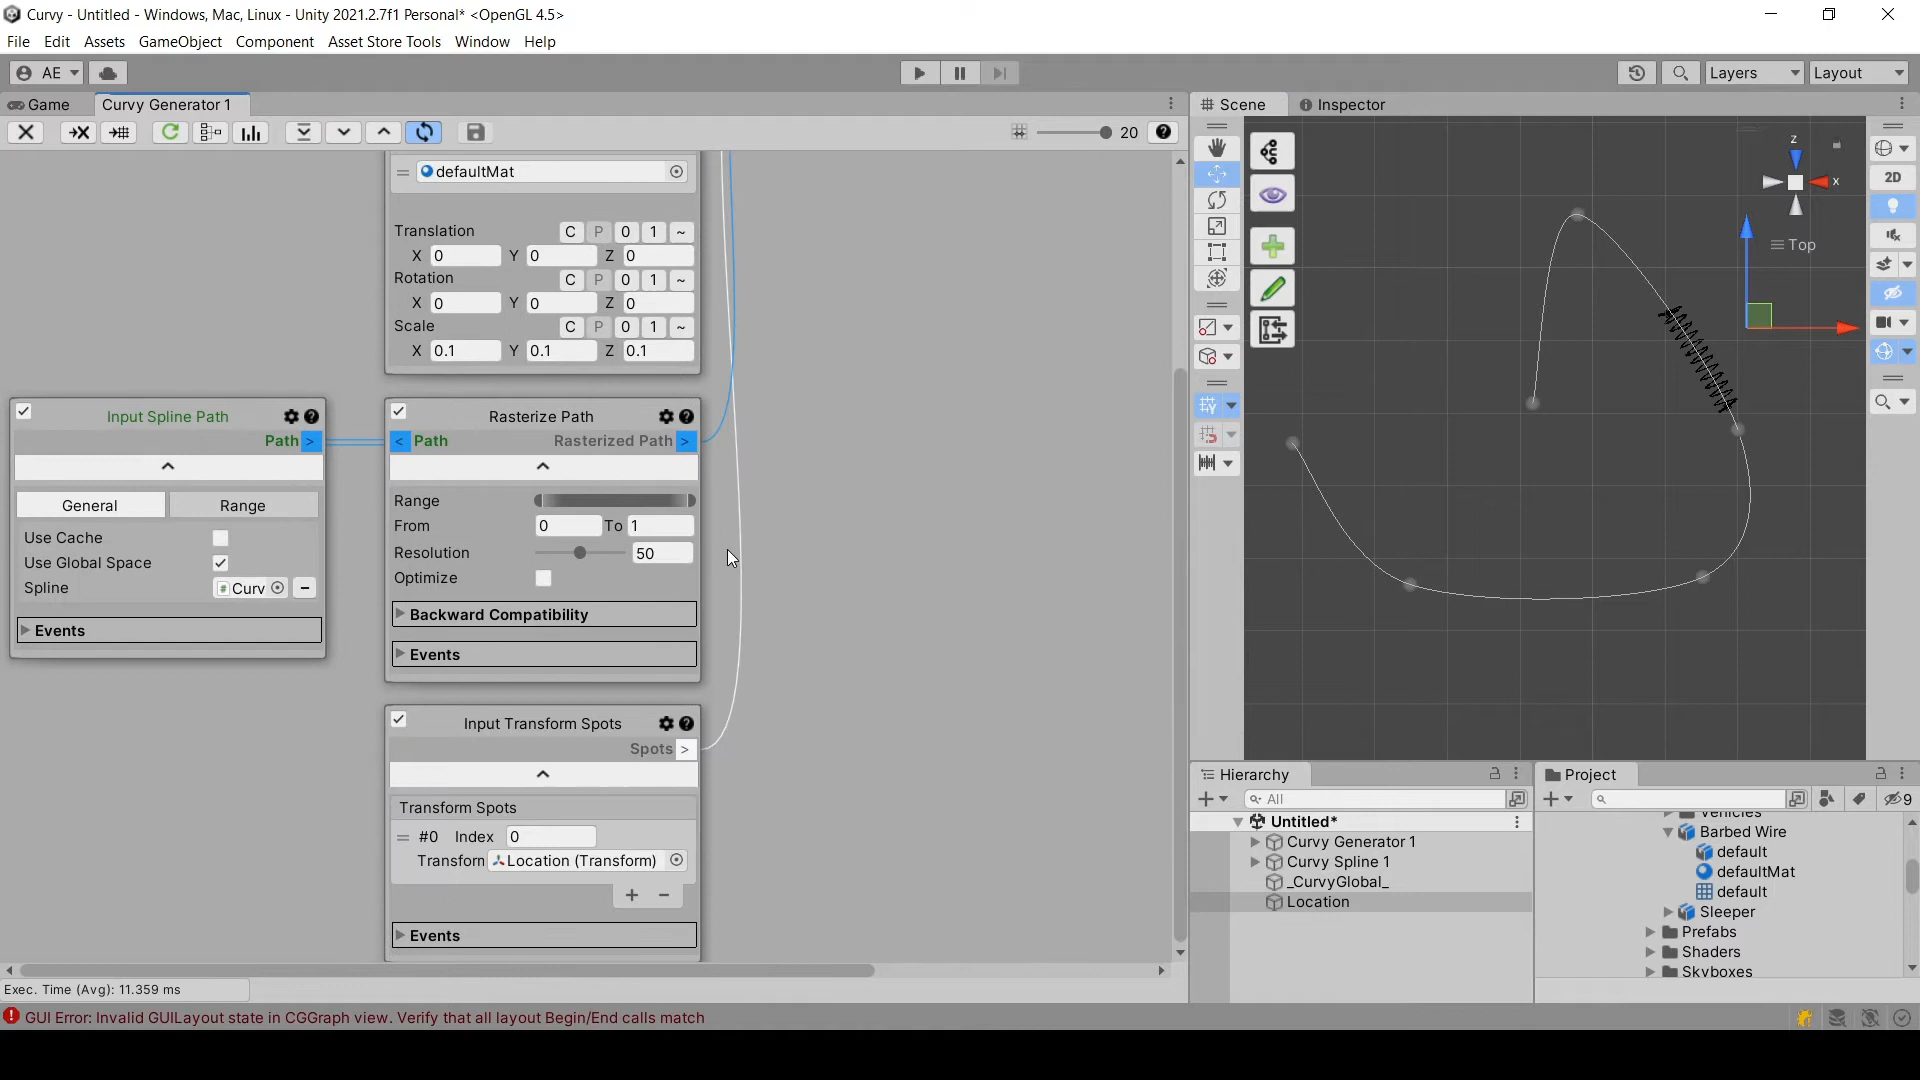 Curvy - Untitled - Windows, Mac, Linux - Unity 2021.2.7f1 Personal* <OpenGL 4.5>
File Edit Assets GameObject Component Asset Store Tools Window Help
AE Layers Layout
Game Curvy Generator 1 Scene Inspector
20
defaultMat
Translation C P 0 1 ~
X 0 Y 0 Z 0
Rotation C P 0 1 ~
X 0 Y 0 Z 0
Scale C P 0 1 ~
X 0.1 Y 0.1 Z 0.1
Input Spline Path
Path >
General Range
Use Cache
Use Global Space
Spline Curv
Events
Rasterize Path
< Path Rasterized Path >
Range
From 0 To 1
Resolution 50
Optimize
Backward Compatibility
Events
Input Transform Spots
Spots >
Transform Spots
#0 Index 0
Transform Location (Transform)
+ −
Events
z
x
Top
2D
Hierarchy
All
Untitled*
Curvy Generator 1
Curvy Spline 1
_CurvyGlobal_
Location
Project
9
Vehicles
Barbed Wire
default
defaultMat
default
Sleeper
Prefabs
Shaders
Skyboxes
Exec. Time (Avg): 11.359 ms
GUI Error: Invalid GUILayout state in CGGraph view. Verify that all layout Begin/End calls match